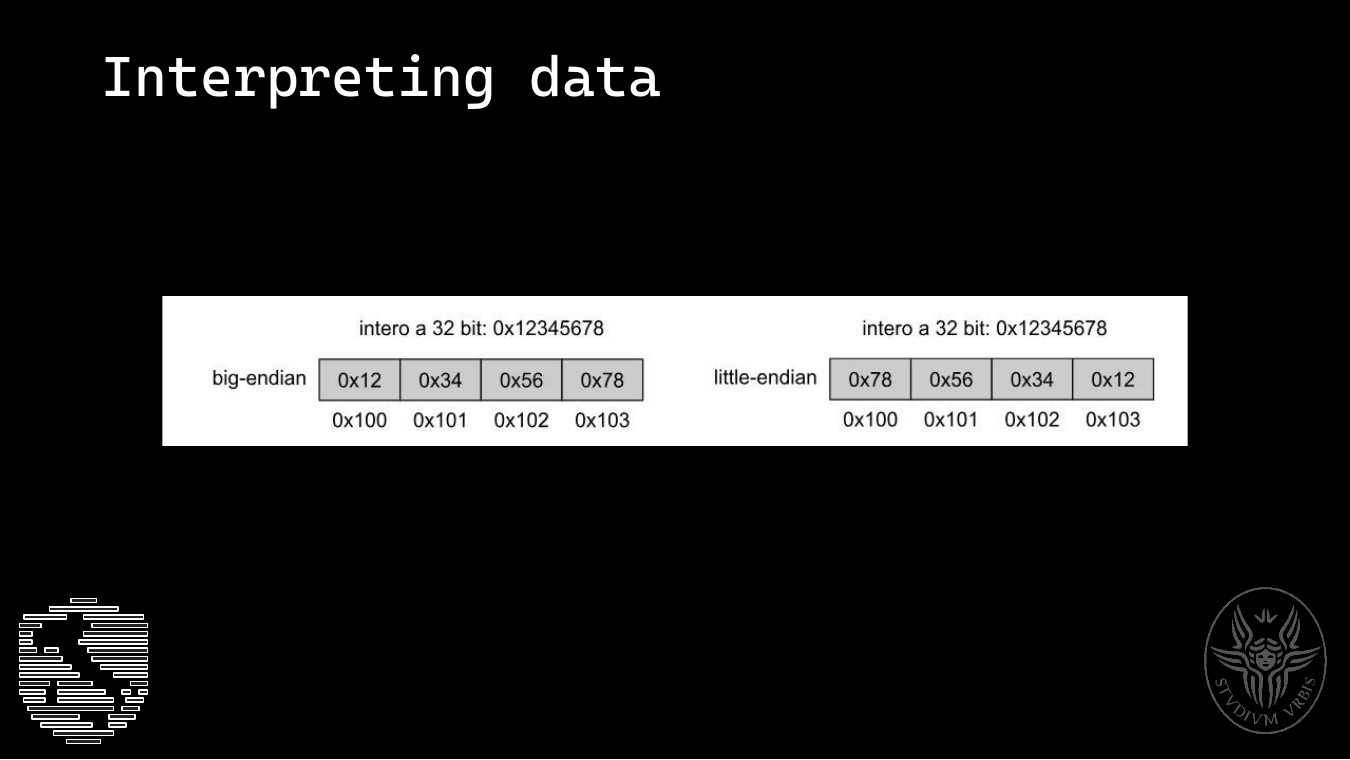 Interpreting data
intero a 32 bit: 0x12345678
big-endian 0x12 0x34 0x56 0x78
0x100 0x101 0x102 0x103
intero a 32 bit: 0x12345678
little-endian 0x78 0x56 0x34 0x12
0x100 0x101 0x102 0x103
STVDIVM VRBIS